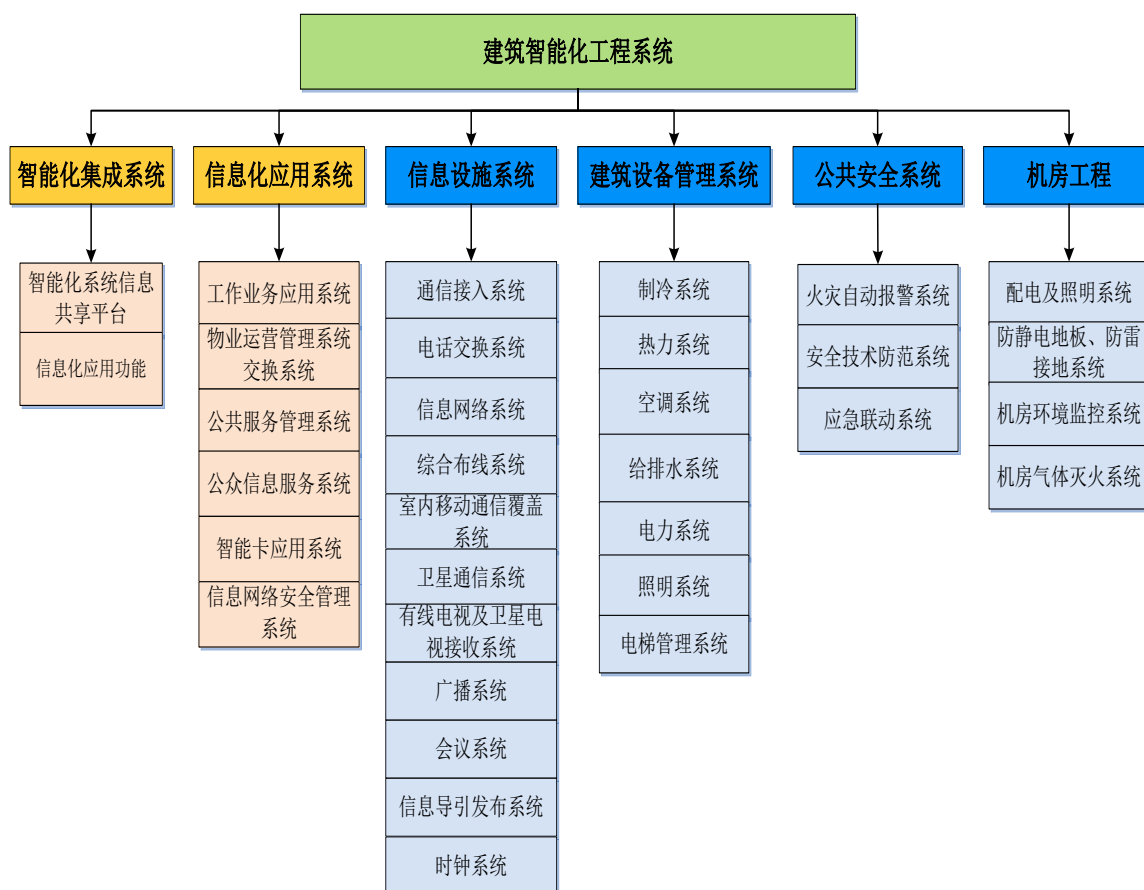 建筑智能化工程系统
智能化集成系统
信息化应用系统
信息设施系统
建筑设备管理系统
公共安全系统
机房工程
智能化系统信息
共享平台
信息化应用功能
工作业务应用系统
物业运营管理系统
交换系统
公共服务管理系统
公众信息服务系统
智能卡应用系统
信息网络安全管理
系统
通信接入系统
电话交换系统
信息网络系统
综合布线系统
室内移动通信覆盖
系统
卫星通信系统
有线电视及卫星电
视接收系统
广播系统
会议系统
信息导引发布系统
时钟系统
制冷系统
热力系统
空调系统
给排水系统
电力系统
照明系统
电梯管理系统
火灾自动报警系统
安全技术防范系统
应急联动系统
配电及照明系统
防静电地板、防雷
接地系统
机房环境监控系统
机房气体灭火系统